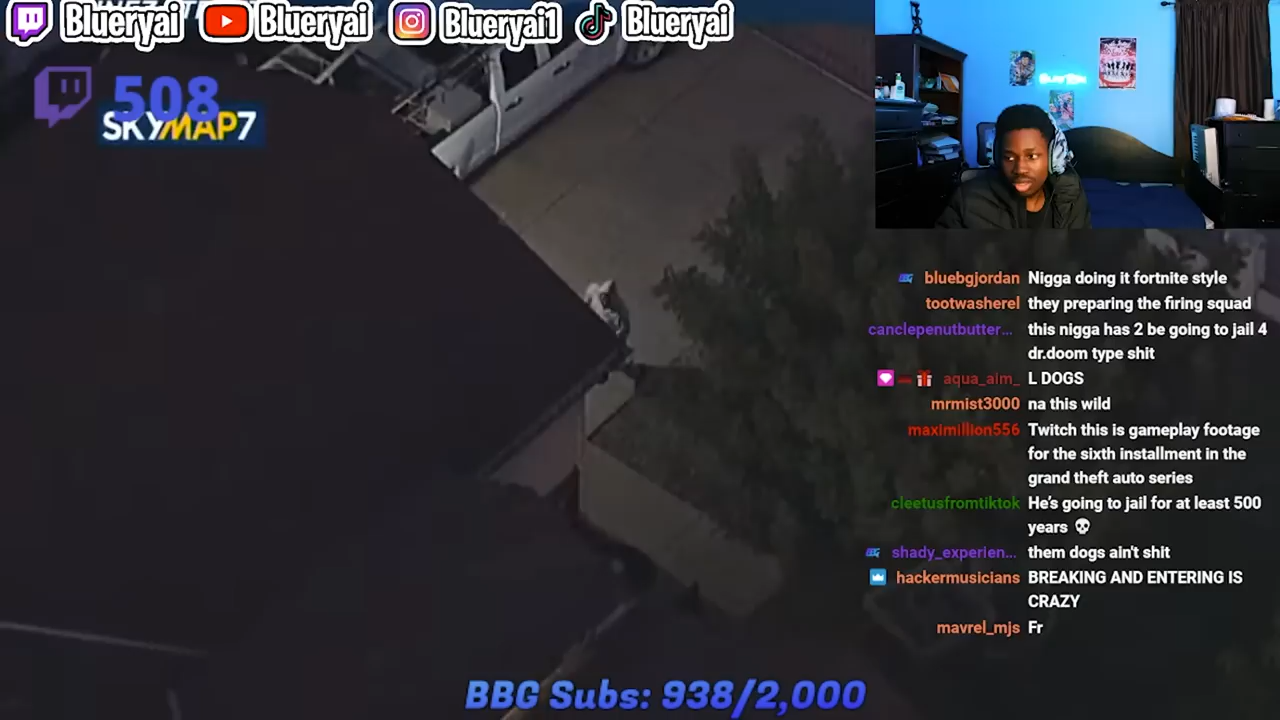 Blueryai Blueryai Blueryai1 Blueryai
508
SKYMAP7
bluebgjordan Nigga doing it fortnite style
tootwasherel they preparing the firing squad
canclepenutbutter... this nigga has 2 be going to jail 4
dr.doom type shit
aqua_aim_ L DOGS
mrmist3000 na this wild
maximillion556 Twitch this is gameplay footage
for the sixth installment in the
grand theft auto series
cleetusfromtiktok He's going to jail for at least 500
years 💀
shady_experien... them dogs ain't shit
hackermusicians BREAKING AND ENTERING IS
CRAZY
mavrel_mjs Fr
BBG Subs: 938/2,000